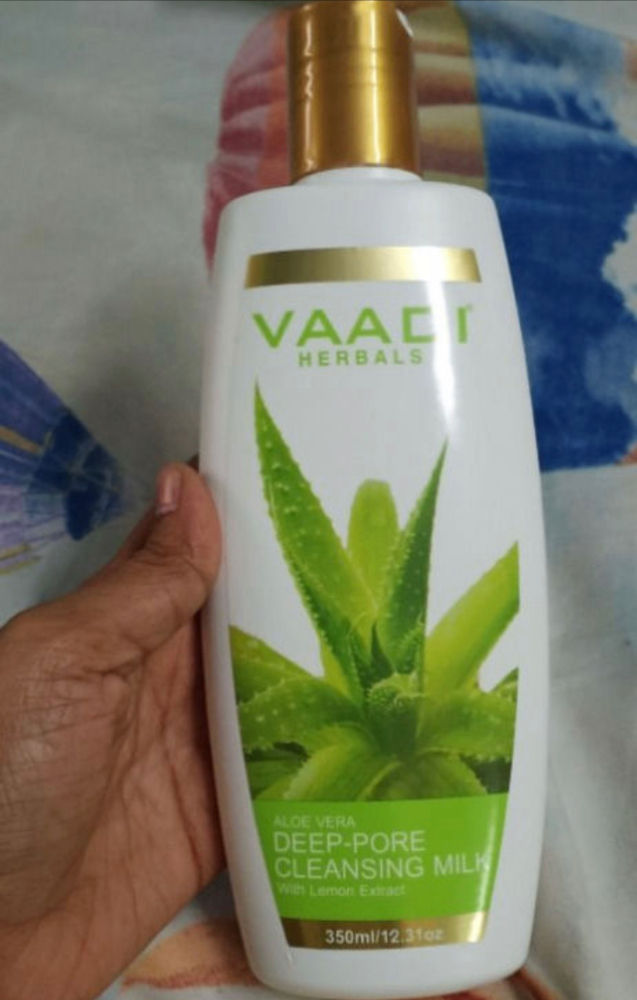 VAADI
HERBALS
ALOE VERA
DEEP-PORE
CLEANSING MILK
With Lemon Extract
350ml/12.31oz